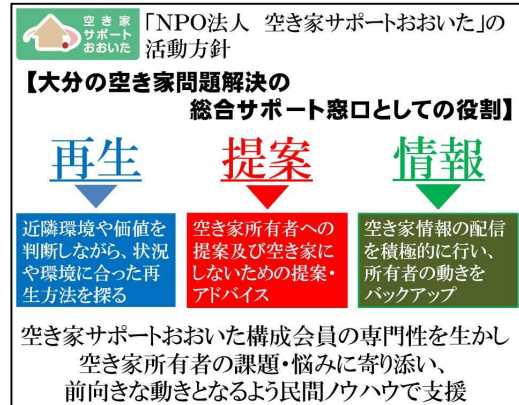 空き家
サポート
おおいた
「NPO法人 空き家サポートおおいた」の
活動方針
【大分の空き家問題解決の
総合サポート窓口としての役割】
再生
提案
情報
近隣環境や価値を
判断しながら、状況
や環境に合った再
生方法を探る
空き家所有者への
提案及び空き家に
しないための提案・
アドバイス
空き家情報の配信
を積極的に行い、
所有者の動きを
バックアップ
空き家サポートおおいた構成会員の専門性を生かし
空き家所有者の課題・悩みに寄り添い、
前向きな動きとなるよう民間ノウハウで支援